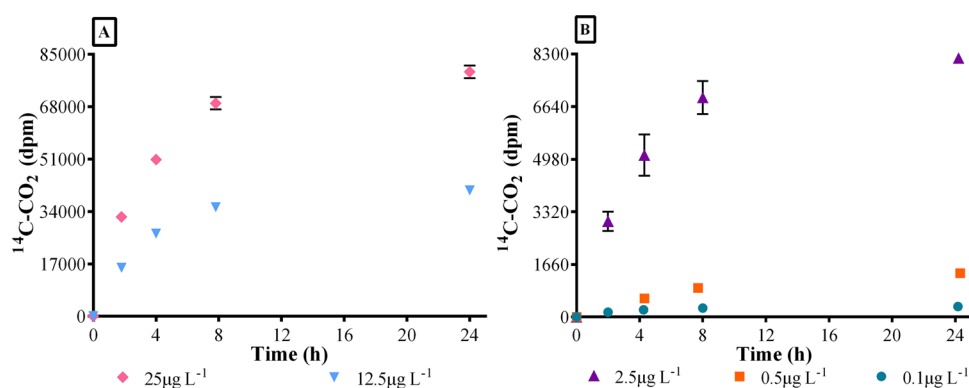 A
85000
68000
51000
34000
17000
0
¹⁴C-CO₂ (dpm)
0 4 8 12 16 20 24
Time (h)
25µg L⁻¹ 12.5µg L⁻¹
B
8300
6640
4980
3320
1660
0
¹⁴C-CO₂ (dpm)
0 4 8 12 16 20 24
Time (h)
2.5µg L⁻¹ 0.5µg L⁻¹ 0.1µg L⁻¹